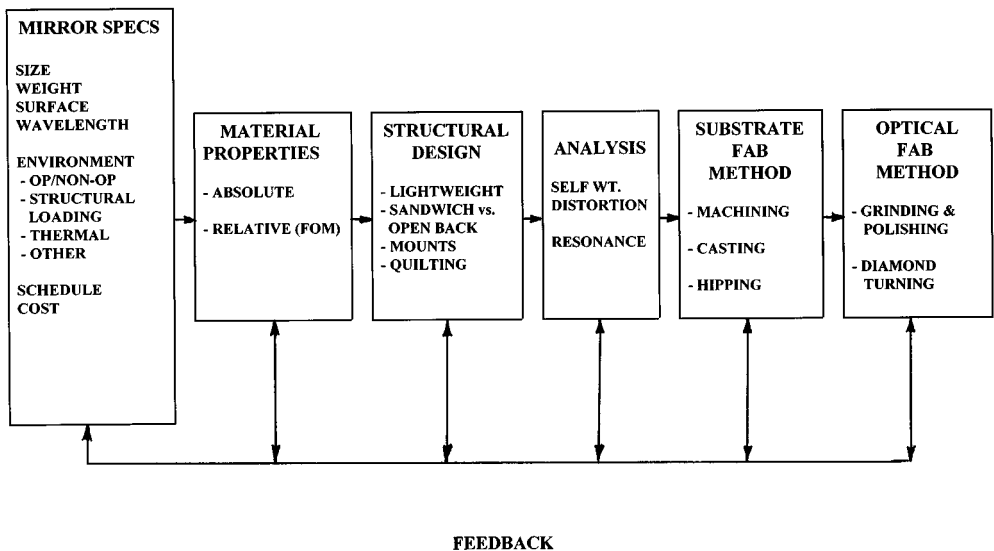 MIRROR SPECS
SIZE
WEIGHT
SURFACE
WAVELENGTH
ENVIRONMENT
- OP/NON-OP
- STRUCTURAL
LOADING
- THERMAL
- OTHER
SCHEDULE
COST
MATERIAL
PROPERTIES
- ABSOLUTE
- RELATIVE (FOM)
STRUCTURAL
DESIGN
- LIGHTWEIGHT
- SANDWICH vs.
OPEN BACK
- MOUNTS
- QUILTING
ANALYSIS
SELF WT.
DISTORTION
RESONANCE
SUBSTRATE
FAB
METHOD
- MACHINING
- CASTING
- HIPPING
OPTICAL
FAB
METHOD
- GRINDING &
POLISHING
- DIAMOND
TURNING
FEEDBACK